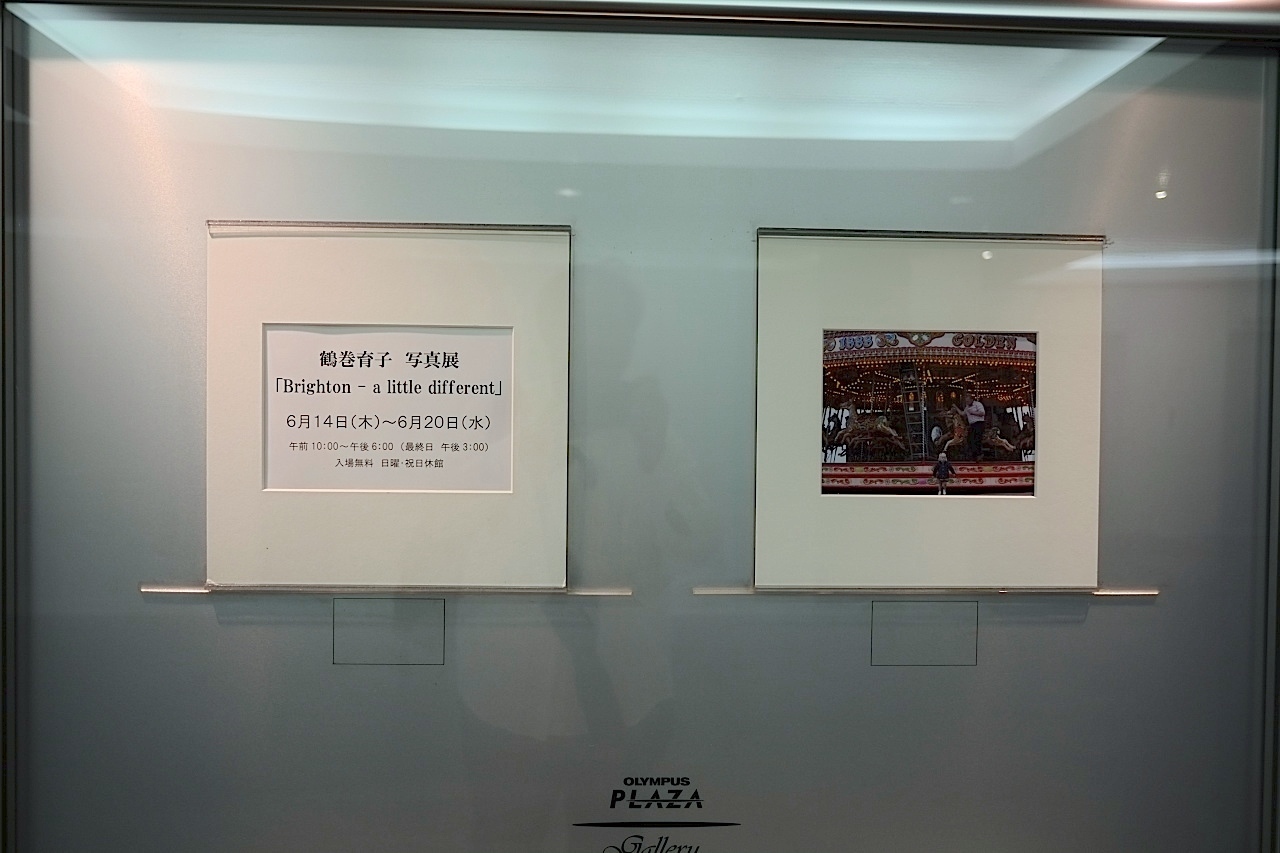 鶴巻育子 写真展
「Brighton - a little different」
6月14日(木)～6月20日(水)
午前 10:00～午後 6:00 (最終日 午後 3:00)
入場無料 日曜・祝日休館
1888
GOLDEN
OLYMPUS
PLAZA
Gallery